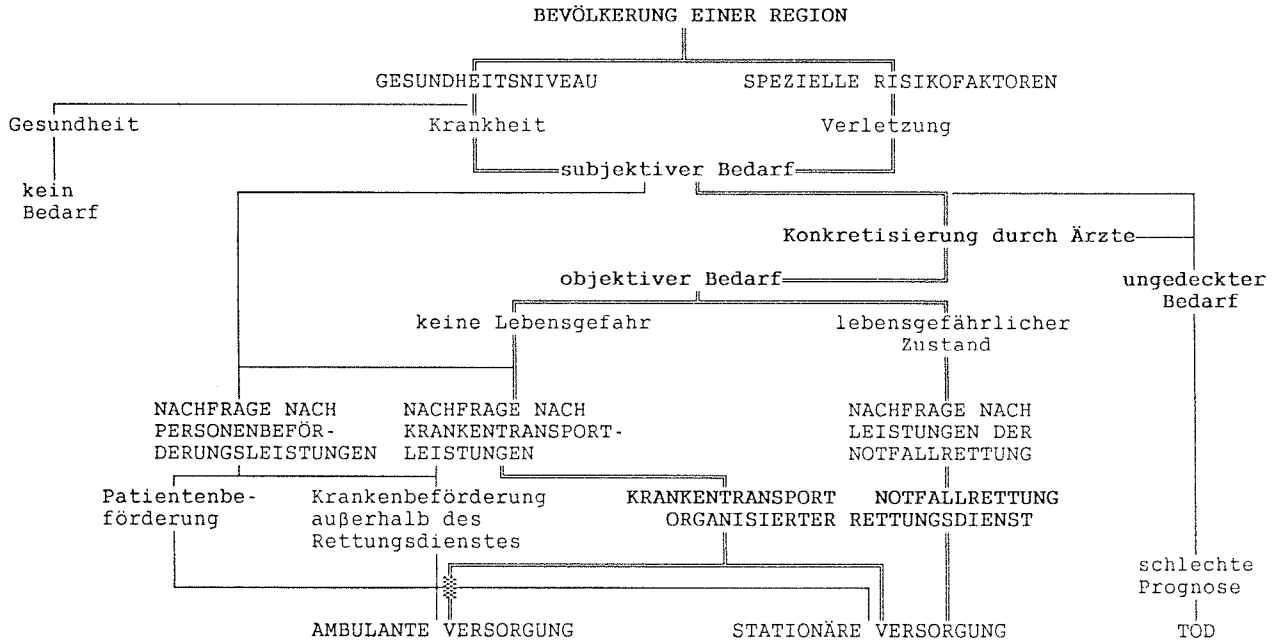 BEVÖLKERUNG EINER REGION
GESUNDHEITSNIVEAU SPEZIELLE RISIKOFAKTOREN
Gesundheit Krankheit Verletzung
subjektiver Bedarf
kein
Bedarf
Konkretisierung durch Ärzte
objektiver Bedarf
ungedeckter
Bedarf
keine Lebensgefahr
lebensgefährlicher
Zustand
NACHFRAGE NACH
PERSONENBEFÖR-
DERUNGSLEISTUNGEN
NACHFRAGE NACH
KRANKENTRANSPORT-
LEISTUNGEN
NACHFRAGE NACH
LEISTUNGEN DER
NOTFALLRETTUNG
Patientenbe-
förderung
Krankenbeförderung
außerhalb des
Rettungsdienstes
KRANKENTRANSPORT NOTFALLRETTUNG
ORGANISIERTER RETTUNGSDIENST
schlechte
Prognose
AMBULANTE VERSORGUNG STATIONÄRE VERSORGUNG TOD